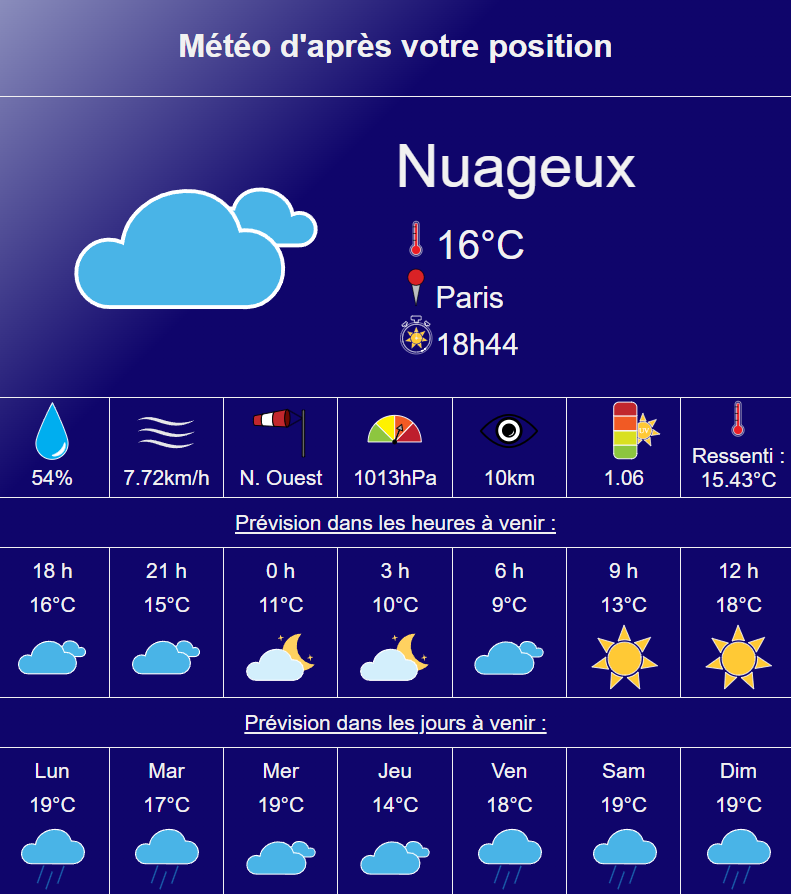 Météo d'après votre position
Nuageux
16°C
Paris
18h44
54%
7.72km/h
N. Ouest
1013hPa
10km
UV
1.06
Ressenti :
15.43°C
Prévision dans les heures à venir :
18 h 21 h 0 h 3 h 6 h 9 h 12 h
16°C 15°C 11°C 10°C 9°C 13°C 18°C
Prévision dans les jours à venir :
Lun Mar Mer Jeu Ven Sam Dim
19°C 17°C 19°C 14°C 18°C 19°C 19°C